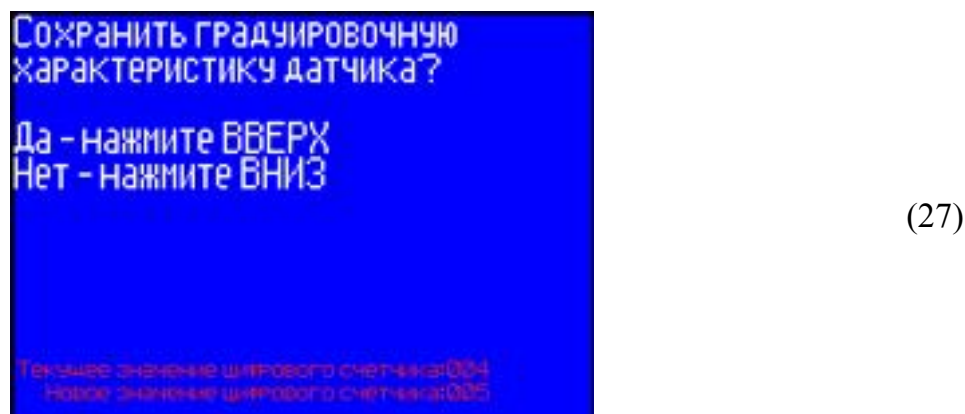 Сохранить градуировочную
характеристику датчика?
Да - нажмите ВВЕРХ
Нет - нажмите ВНИЗ
(27)
Текущее значение цифрового счетчика:004
Новое значение цифрового счетчика:005